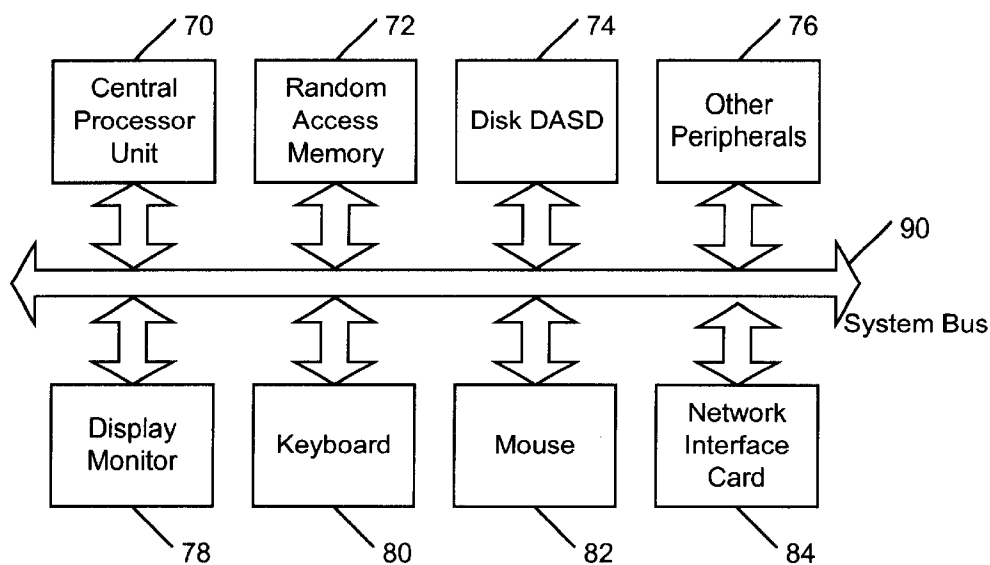 70
72
74
76
Central
Processor
Unit
Random
Access
Memory
Disk DASD
Other
Peripherals
90
System Bus
Display
Monitor
Keyboard
Mouse
Network
Interface
Card
78
80
82
84